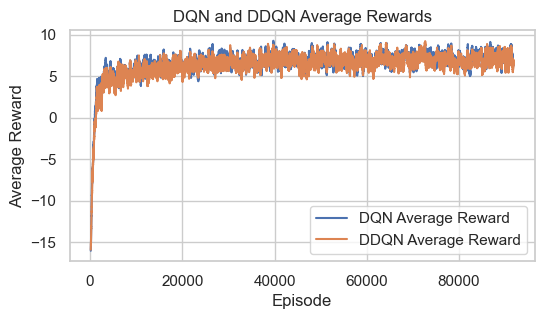 DQN and DDQN Average Rewards
10
5
0
−5
−10
−15
Average Reward
0
20000
40000
60000
80000
Episode
DQN Average Reward
DDQN Average Reward